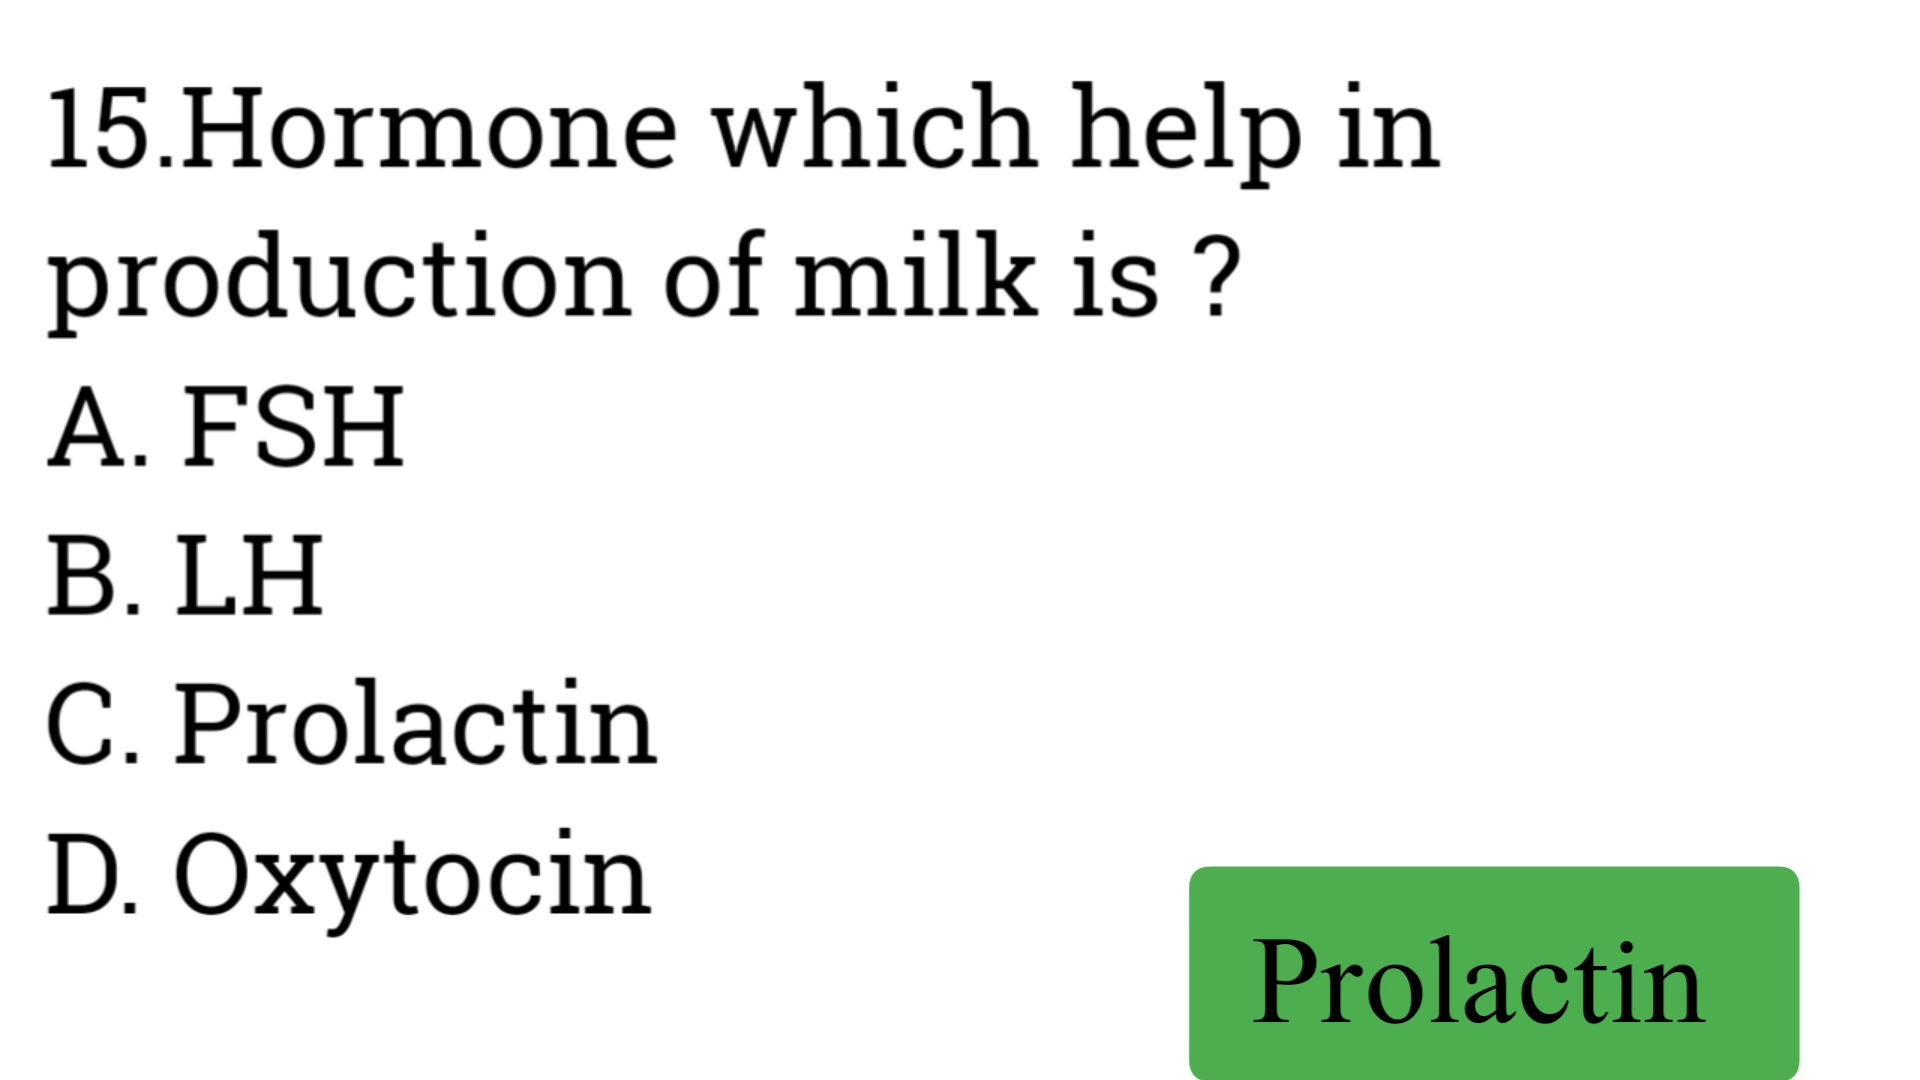 15.Hormone which help in
production of milk is ?
A. FSH
B. LH
C. Prolactin
D. Oxytocin
Prolactin